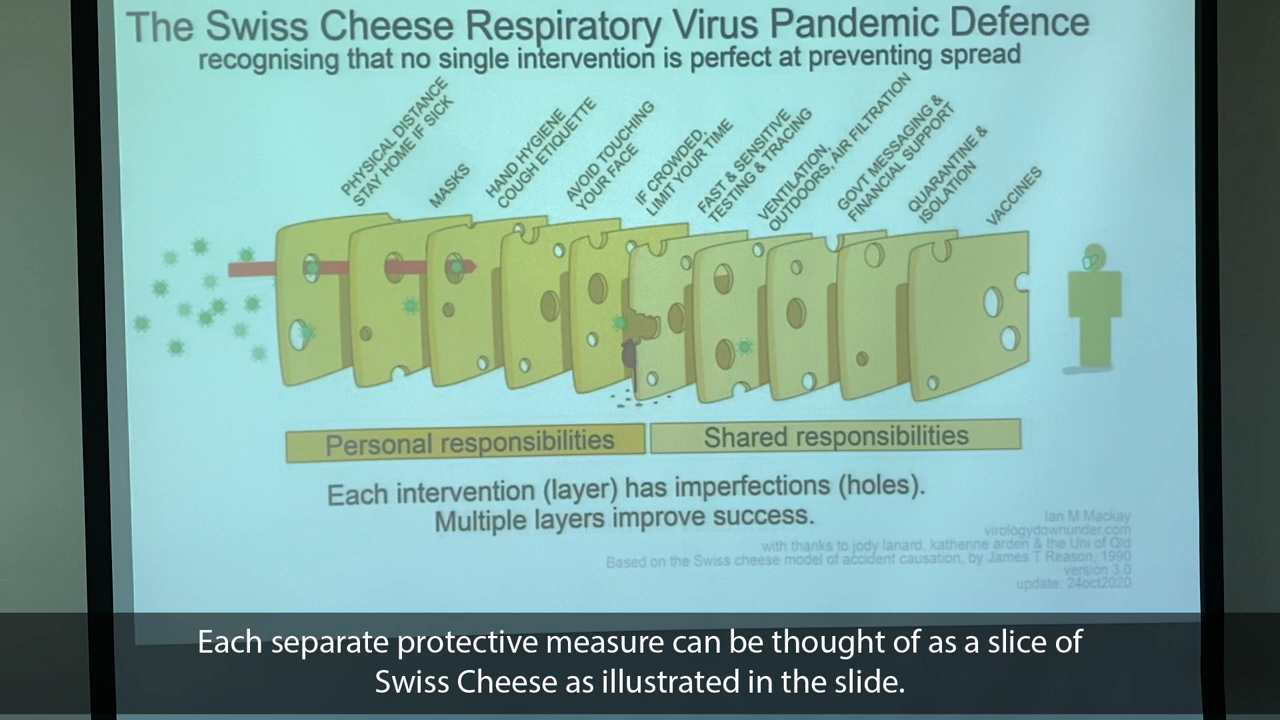 The Swiss Cheese Respiratory Virus Pandemic Defence
recognising that no single intervention is perfect at preventing spread
PHYSICAL DISTANCE
STAY HOME IF SICK
MASKS
HAND HYGIENE
COUGH ETIQUETTE
AVOID TOUCHING
YOUR FACE
IF CROWDED,
LIMIT YOUR TIME
FAST & SENSITIVE
TESTING & TRACING
VENTILATION,
OUTDOORS, AIR FILTRATION
GOVT MESSAGING &
FINANCIAL SUPPORT
QUARANTINE &
ISOLATION
VACCINES
Personal responsibilities
Shared responsibilities
Each intervention (layer) has imperfections (holes).
Multiple layers improve success.
Ian M Mackay
virologydownunder.com
with thanks to jody lanard, katherine arden & the Uni of Qld
Based on the Swiss cheese model of accident causation, by James T Reason, 1990
version 3.0
update: 24oct2020
Each separate protective measure can be thought of as a slice of
Swiss Cheese as illustrated in the slide.